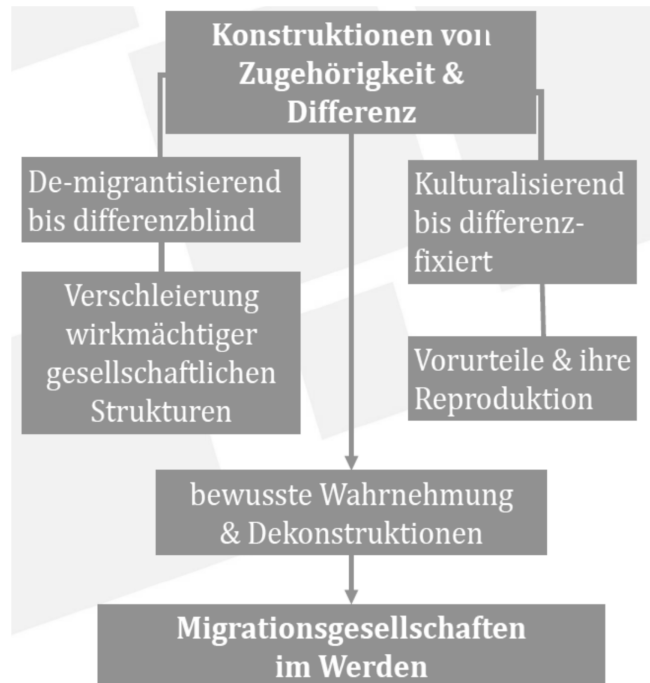 Konstruktionen von
Zugehörigkeit &
Differenz
De-migrantisierend
bis differenzblind
Verschleierung
wirkmächtiger
gesellschaftlichen
Strukturen
Kulturalisierend
bis differenz-
fixiert
Vorurteile & ihre
Reproduktion
bewusste Wahrnehmung
& Dekonstruktionen
Migrationsgesellschaften
im Werden